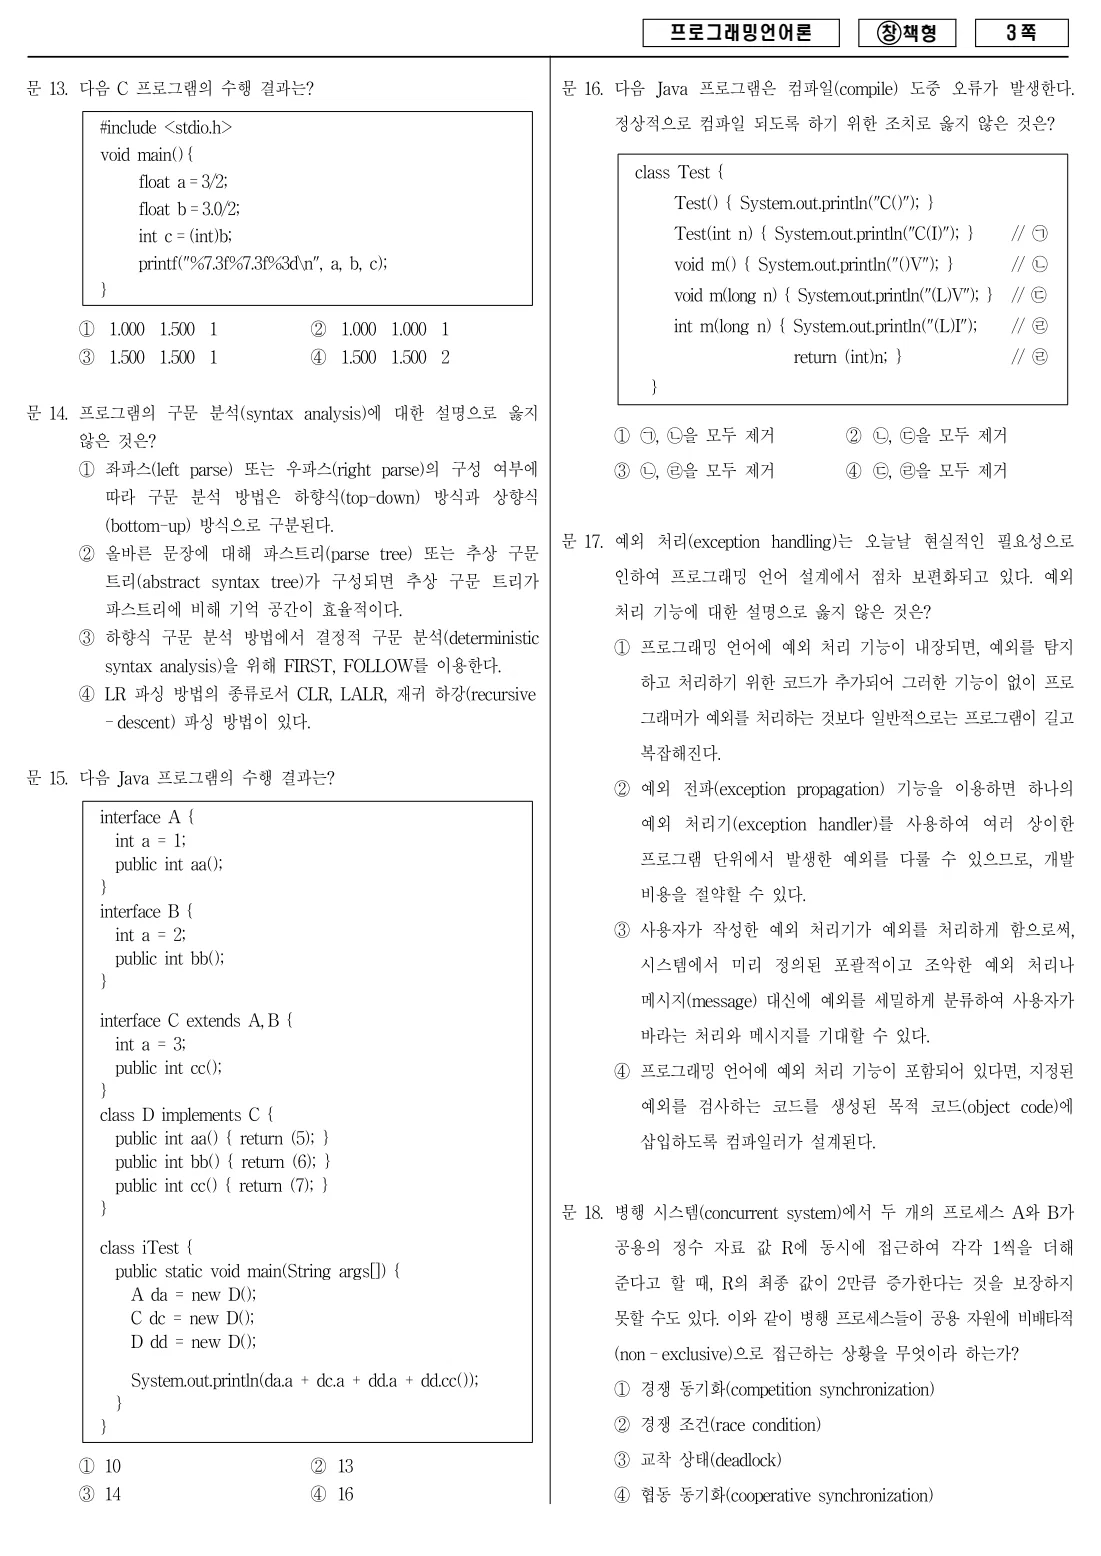 프로그래밍언어론
창책형
3쪽
문 13. 다음 C 프로그램의 수행 결과는?
#include <stdio.h>
void main(){
float a=3/2;
float b=3.0/2;
int c=(int)b;
printf("%7.3f%7.3f%3d\n", a, b, c);
}
① 1.000 1.500 1 ② 1.000 1.000 1
③ 1.500 1.500 1 ④ 1.500 1.500 2
문 14. 프로그램의 구문 분석(syntax analysis)에 대한 설명으로 옳지
않은 것은?
① 좌파스(left parse) 또는 우파스(right parse)의 구성 여부에
따라 구문 분석 방법은 하향식(top-down) 방식과 상향식
(bottom-up) 방식으로 구분된다.
② 올바른 문장에 대해 파스트리(parse tree) 또는 추상 구문
트리(abstract syntax tree)가 구성되면 추상 구문 트리가
파스트리에 비해 기억 공간이 효율적이다.
③ 하향식 구문 분석 방법에서 결정적 구문 분석(deterministic
syntax analysis)을 위해 FIRST, FOLLOW를 이용한다.
④ LR 파싱 방법의 종류로서 CLR, LALR, 재귀 하강(recursive
-descent) 파싱 방법이 있다.
문 15. 다음 Java 프로그램의 수행 결과는?
interface A {
int a = 1;
public int aa();
}
interface B {
int a = 2;
public int bb();
}
interface C extends A, B {
int a = 3;
public int cc();
}
class D implements C {
public int aa() { return (5); }
public int bb() { return (6); }
public int cc() { return (7); }
}
class iTest {
public static void main(String args[]) {
A da = new D();
C dc = new D();
D dd = new D();
System.out.println(da.a + dc.a + dd.a + dd.cc());
}
}
① 10 ② 13
③ 14 ④ 16
문 16. 다음 Java 프로그램은 컴파일(compile) 도중 오류가 발생한다.
정상적으로 컴파일 되도록 하기 위한 조치로 옳지 않은 것은?
class Test {
Test() { System.out.println("C()"); }
Test(int n) { System.out.println("C(I)"); } // ㉠
void m() { System.out.println("()V"); } // ㉡
void m(long n) { System.out.println("(L)V"); } // ㉢
int m(long n) { System.out.println("(L)I"); // ㉣
return (int)n; } // ㉣
}
① ㉠, ㉡을 모두 제거 ② ㉡, ㉢을 모두 제거
③ ㉡, ㉣을 모두 제거 ④ ㉢, ㉣을 모두 제거
문 17. 예외 처리(exception handling)는 오늘날 현실적인 필요성으로
인하여 프로그래밍 언어 설계에서 점차 보편화되고 있다. 예외
처리 기능에 대한 설명으로 옳지 않은 것은?
① 프로그래밍 언어에 예외 처리 기능이 내장되면, 예외를 탐지
하고 처리하기 위한 코드가 추가되어 그러한 기능이 없이 프로
그래머가 예외를 처리하는 것보다 일반적으로는 프로그램이 길고
복잡해진다.
② 예외 전파(exception propagation) 기능을 이용하면 하나의
예외 처리기(exception handler)를 사용하여 여러 상이한
프로그램 단위에서 발생한 예외를 다룰 수 있으므로, 개발
비용을 절약할 수 있다.
③ 사용자가 작성한 예외 처리기가 예외를 처리하게 함으로써,
시스템에서 미리 정의된 포괄적이고 조악한 예외 처리나
메시지(message) 대신에 예외를 세밀하게 분류하여 사용자가
바라는 처리와 메시지를 기대할 수 있다.
④ 프로그래밍 언어에 예외 처리 기능이 포함되어 있다면, 지정된
예외를 검사하는 코드를 생성된 목적 코드(object code)에
삽입하도록 컴파일러가 설계된다.
문 18. 병행 시스템(concurrent system)에서 두 개의 프로세스 A와 B가
공용의 정수 자료 값 R에 동시에 접근하여 각각 1씩을 더해
준다고 할 때, R의 최종 값이 2만큼 증가한다는 것을 보장하지
못할 수도 있다. 이와 같이 병행 프로세스들이 공용 자원에 비배타적
(non-exclusive)으로 접근하는 상황을 무엇이라 하는가?
① 경쟁 동기화(competition synchronization)
② 경쟁 조건(race condition)
③ 교착 상태(deadlock)
④ 협동 동기화(cooperative synchronization)